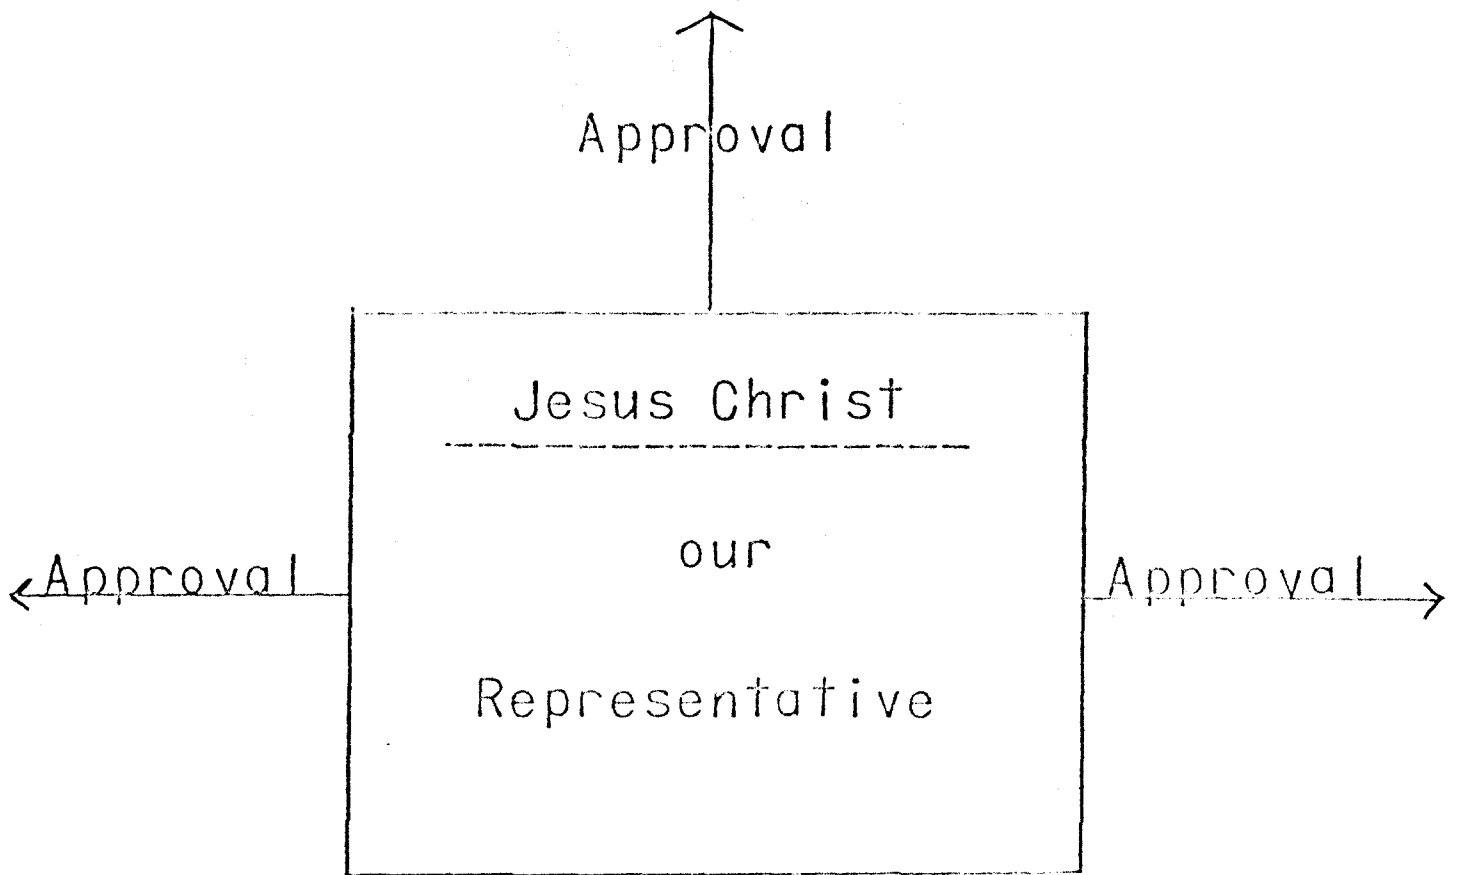 Approval
Jesus Christ
our
Approval
Approval
Representative